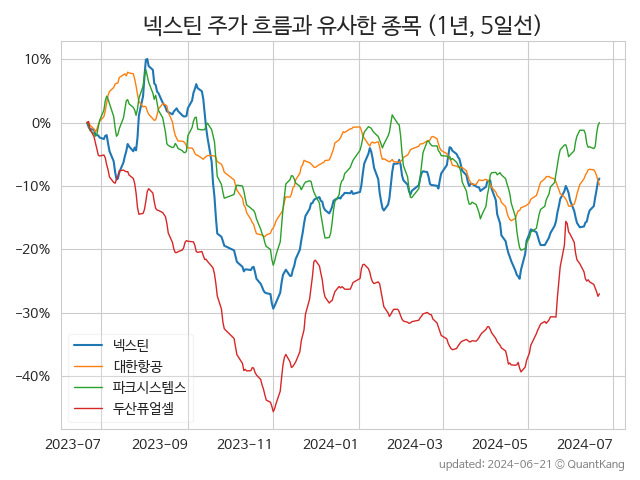 넥스틴 주가 흐름과 유사한 종목 (1년, 5일선)
10%
0%
−10%
−20%
−30%
−40%
넥스틴
대한항공
파크시스템스
두산퓨얼셀
2023-07
2023-09
2023-11
2024-01
2024-03
2024-05
2024-07
updated: 2024-06-21 © QuantKang